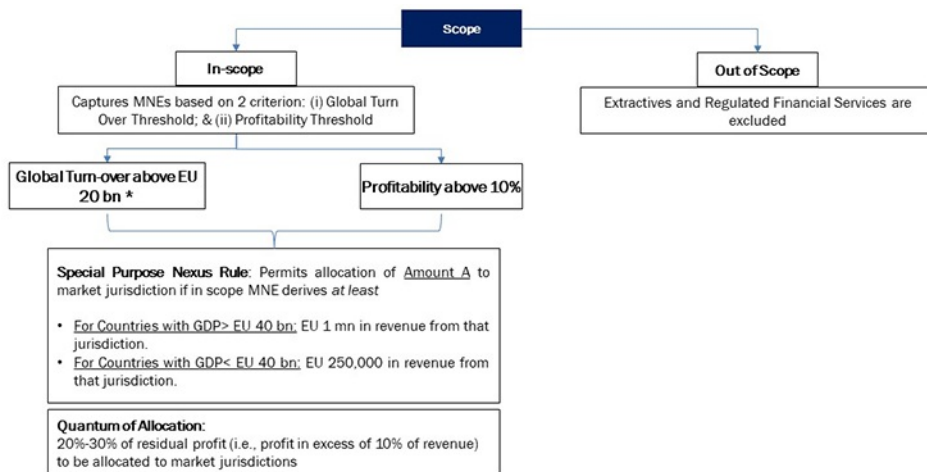 Scope
In-scope
Out of Scope
Captures MNEs based on 2 criterion: (i) Global Turn
Over Threshold; & (ii) Profitability Threshold
Extractives and Regulated Financial Services are
excluded
Global Turn-over above EU
20 bn *
Profitability above 10%
Special Purpose Nexus Rule: Permits allocation of Amount A to
market jurisdiction if in scope MNE derives at least
• For Countries with GDP> EU 40 bn: EU 1 mn in revenue from that
jurisdiction.
• For Countries with GDP< EU 40 bn: EU 250,000 in revenue from
that jurisdiction.
Quantum of Allocation:
20%-30% of residual profit (i.e., profit in excess of 10% of revenue)
to be allocated to market jurisdictions